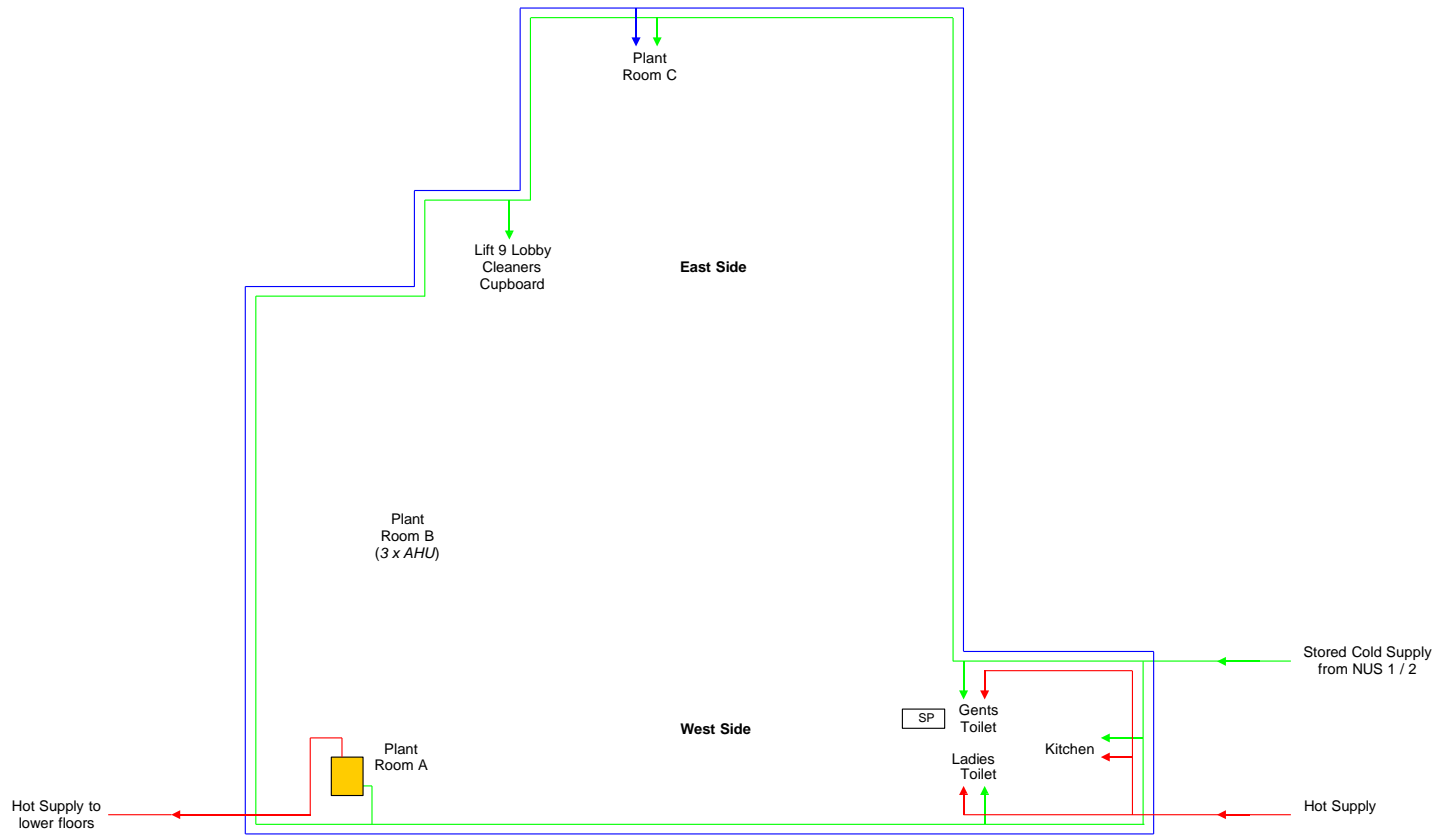 Plant
Room C
Lift 9 Lobby
Cleaners
Cupboard
East Side
Plant
Room B
(3 x AHU)
Stored Cold Supply
from NUS 1 / 2
SP
Gents
Toilet
West Side
Plant
Room A
Kitchen
Ladies
Toilet
Hot Supply to
lower floors
Hot Supply